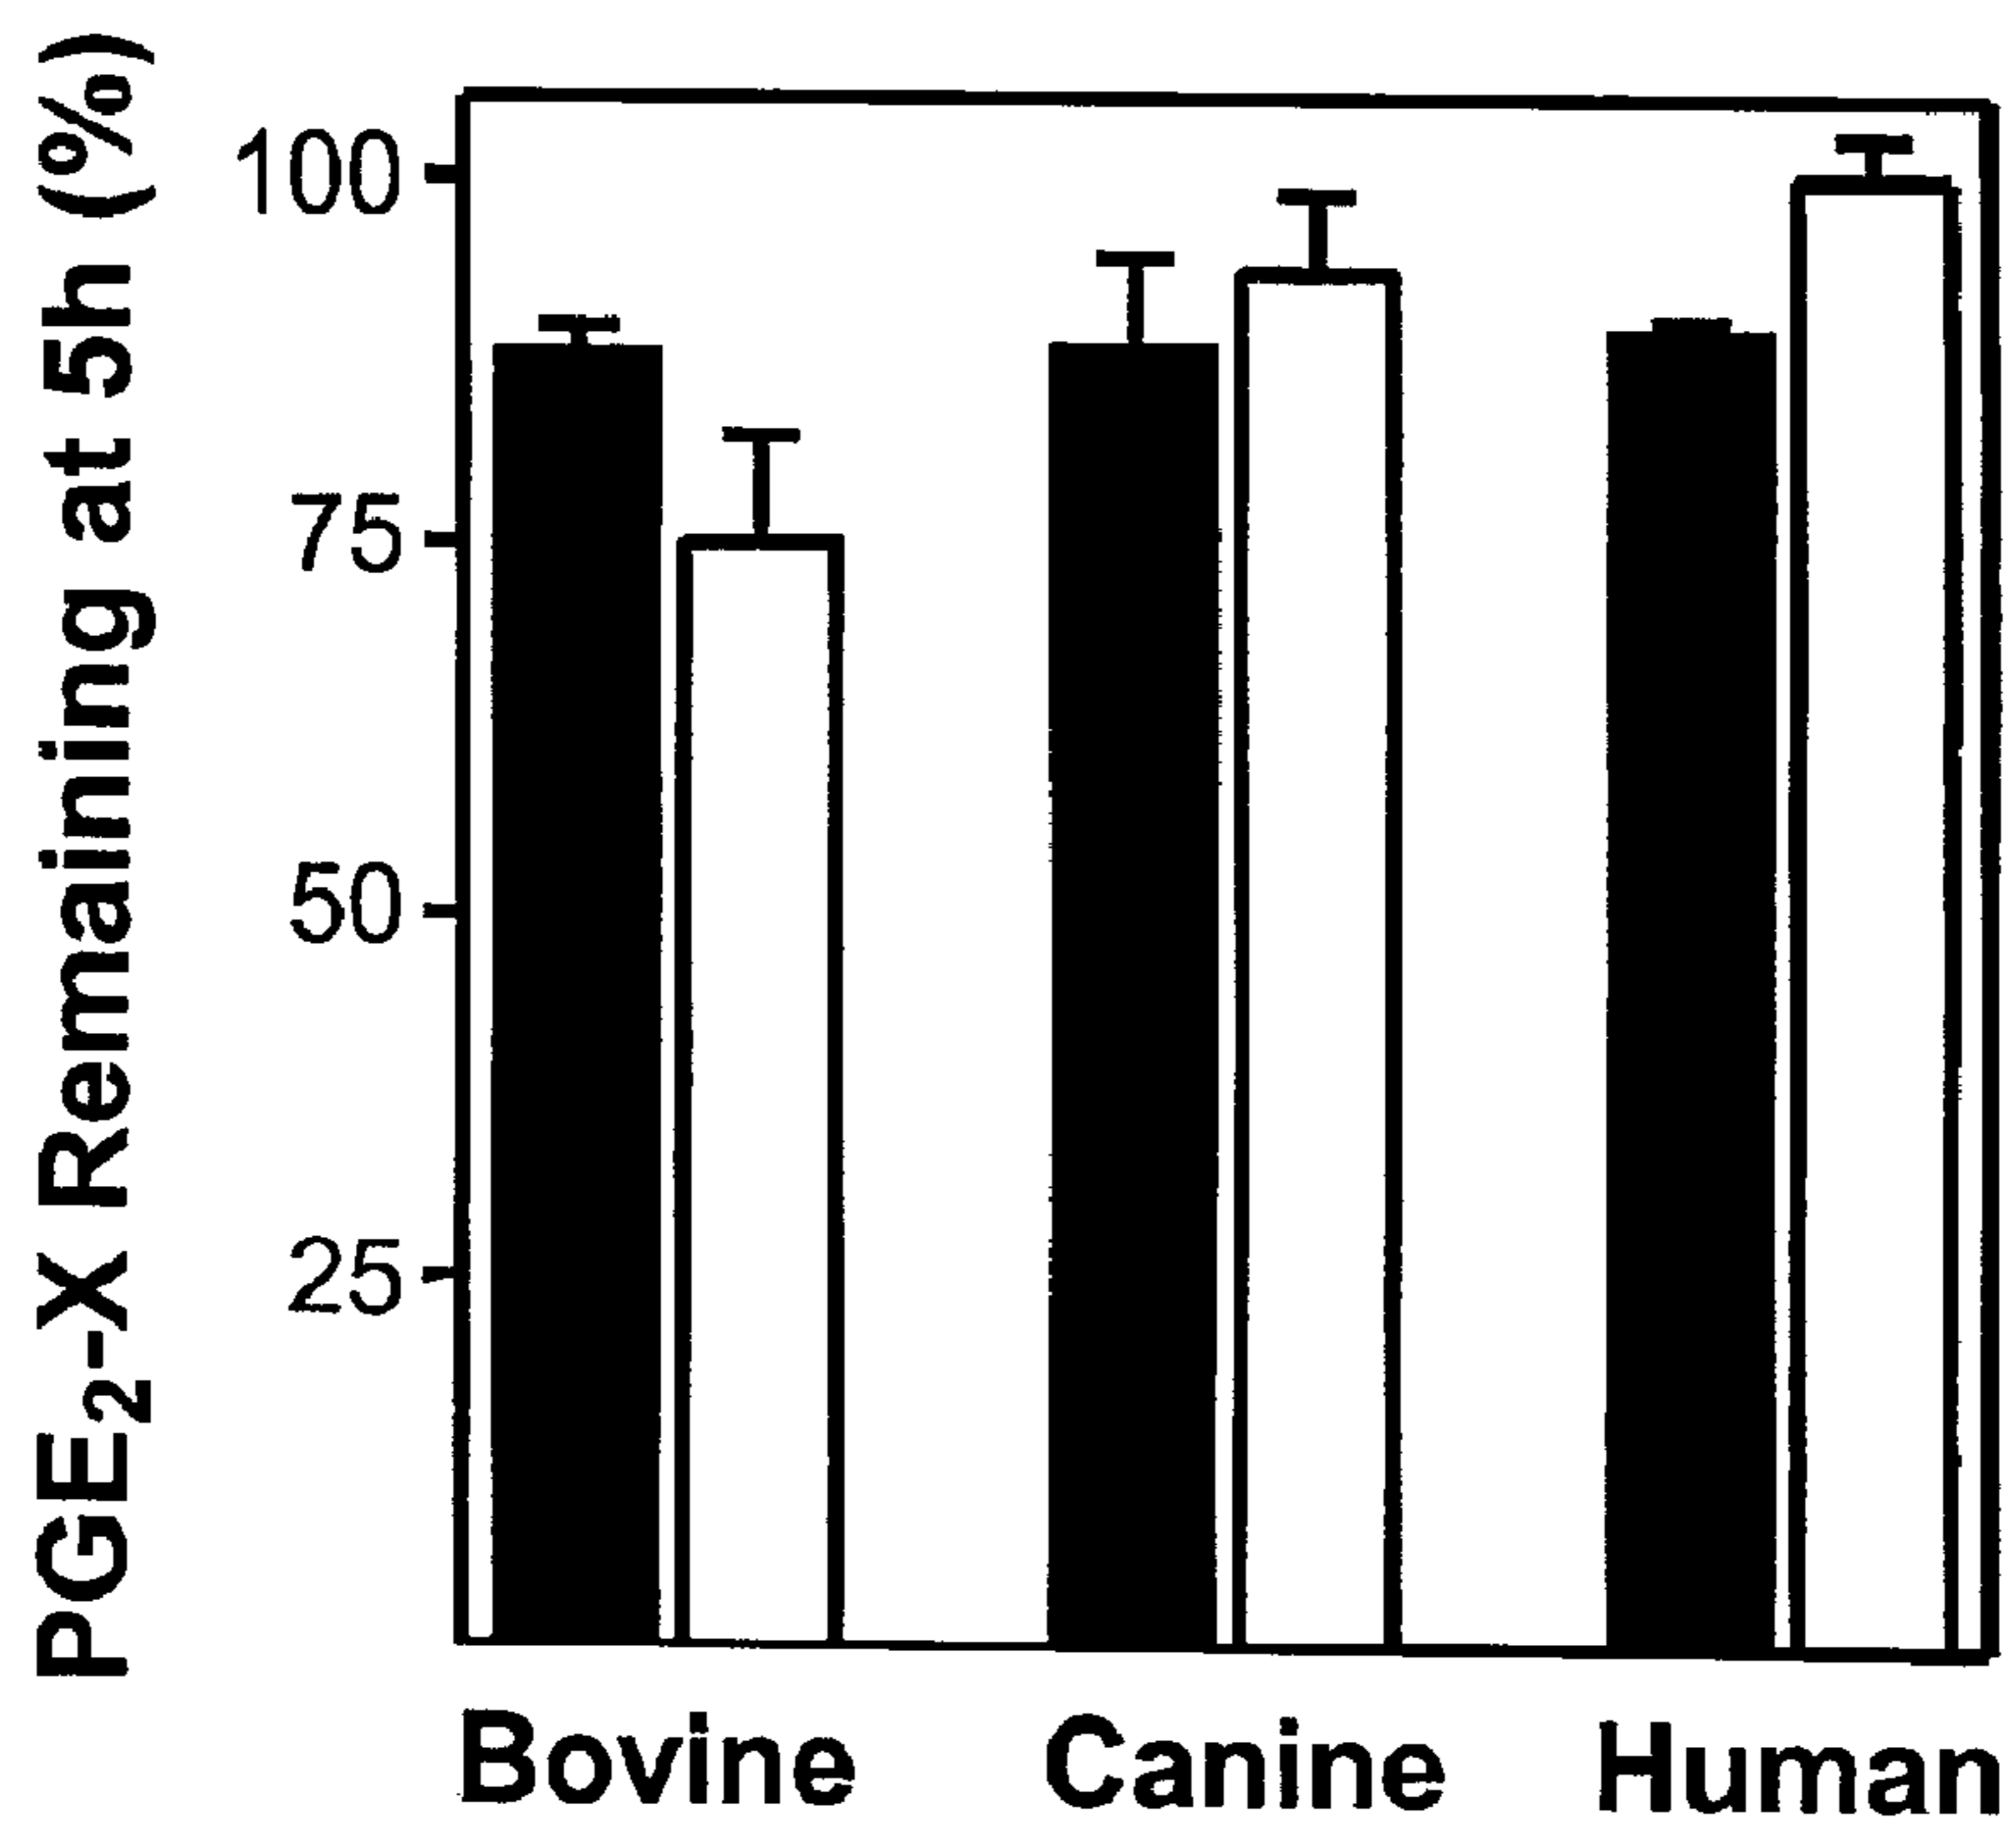 PGE₂-X Remaining at 5h (%)
100
75
50
25
Bovine Canine Human